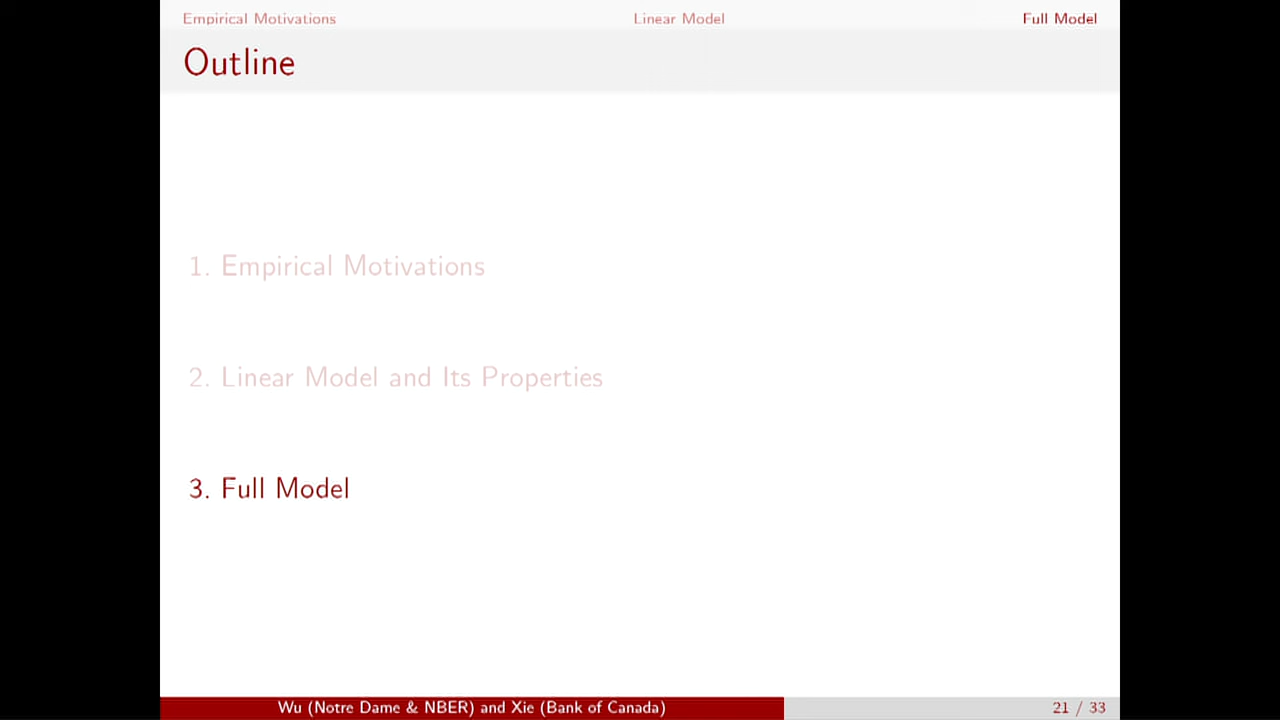 Empirical Motivations Linear Model Full Model
Outline
1. Empirical Motivations
2. Linear Model and Its Properties
3. Full Model
Wu (Notre Dame & NBER) and Xie (Bank of Canada) 21 / 33